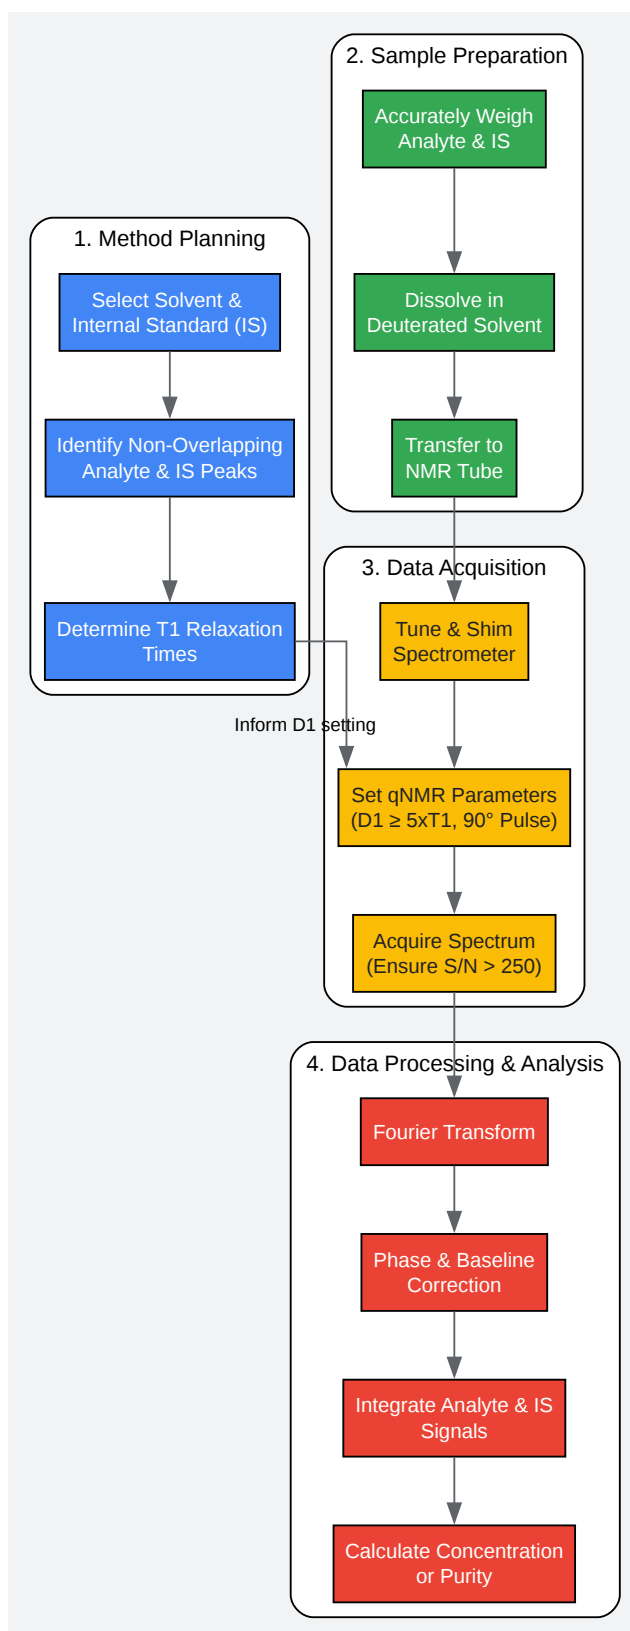 1. Method Planning
Select Solvent &
Internal Standard (IS)
Identify Non-Overlapping
Analyte & IS Peaks
Determine T1 Relaxation
Times
Inform D1 setting
2. Sample Preparation
Accurately Weigh
Analyte & IS
Dissolve in
Deuterated Solvent
Transfer to
NMR Tube
3. Data Acquisition
Tune & Shim
Spectrometer
Set qNMR Parameters
(D1 ≥ 5xT1, 90° Pulse)
Acquire Spectrum
(Ensure S/N > 250)
4. Data Processing & Analysis
Fourier Transform
Phase & Baseline
Correction
Integrate Analyte & IS
Signals
Calculate Concentration
or Purity